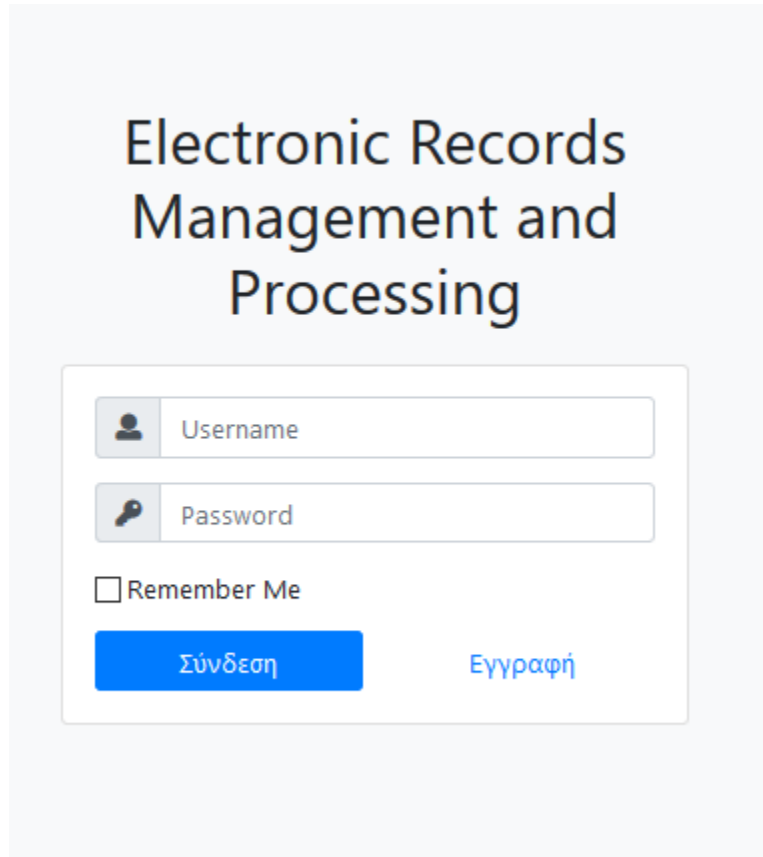 Electronic Records
Management and
Processing
Username
Password
Remember Me
Σύνδεση Εγγραφή